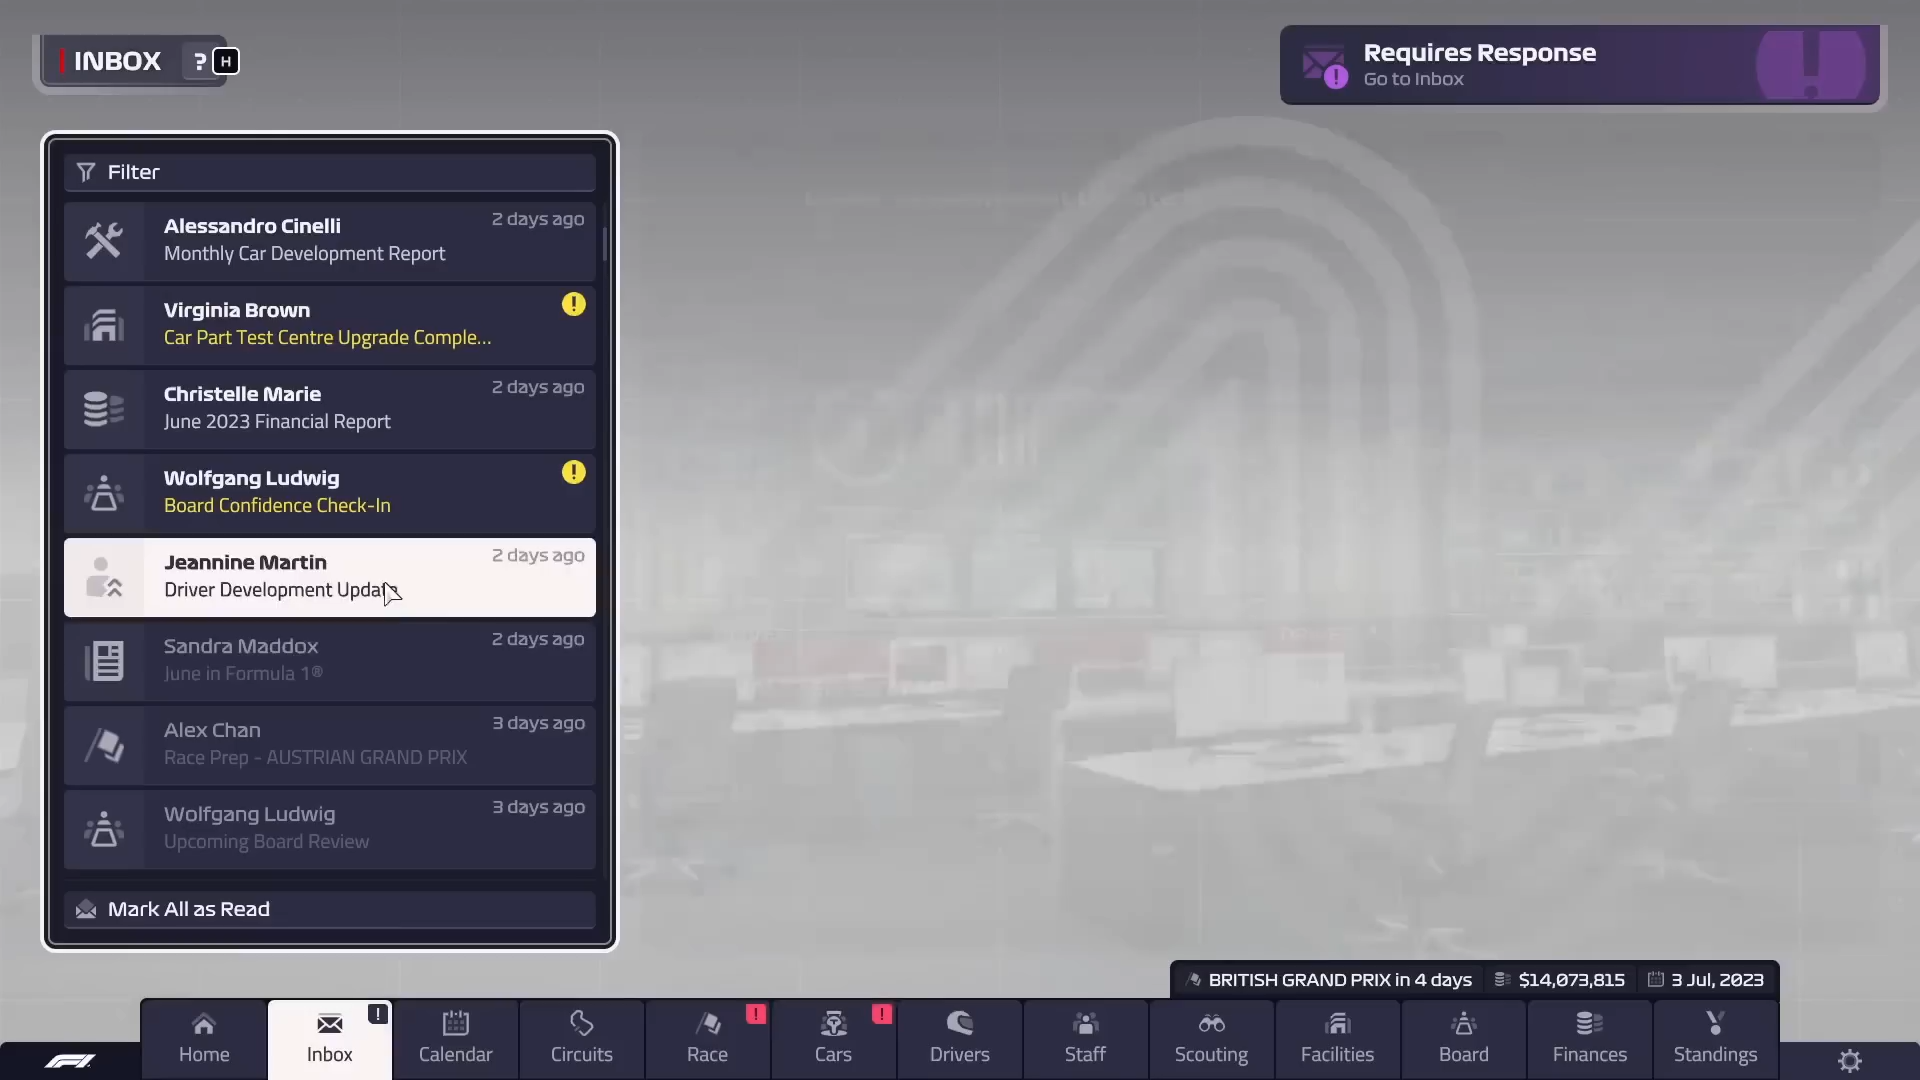 INBOX ? H
Requires Response
Go to Inbox
Filter
Alessandro Cinelli 2 days ago
Monthly Car Development Report
Virginia Brown !
Car Part Test Centre Upgrade Comple...
Christelle Marie 2 days ago
June 2023 Financial Report
Wolfgang Ludwig !
Board Confidence Check-In
Jeannine Martin 2 days ago
Driver Development Update
Sandra Maddox 2 days ago
June in Formula 1®
Alex Chan 3 days ago
Race Prep - AUSTRIAN GRAND PRIX
Wolfgang Ludwig 3 days ago
Upcoming Board Review
Mark All as Read
BRITISH GRAND PRIX in 4 days $14,073,815 3 Jul, 2023
Home Inbox Calendar Circuits Race Cars Drivers Staff Scouting Facilities Board Finances Standings